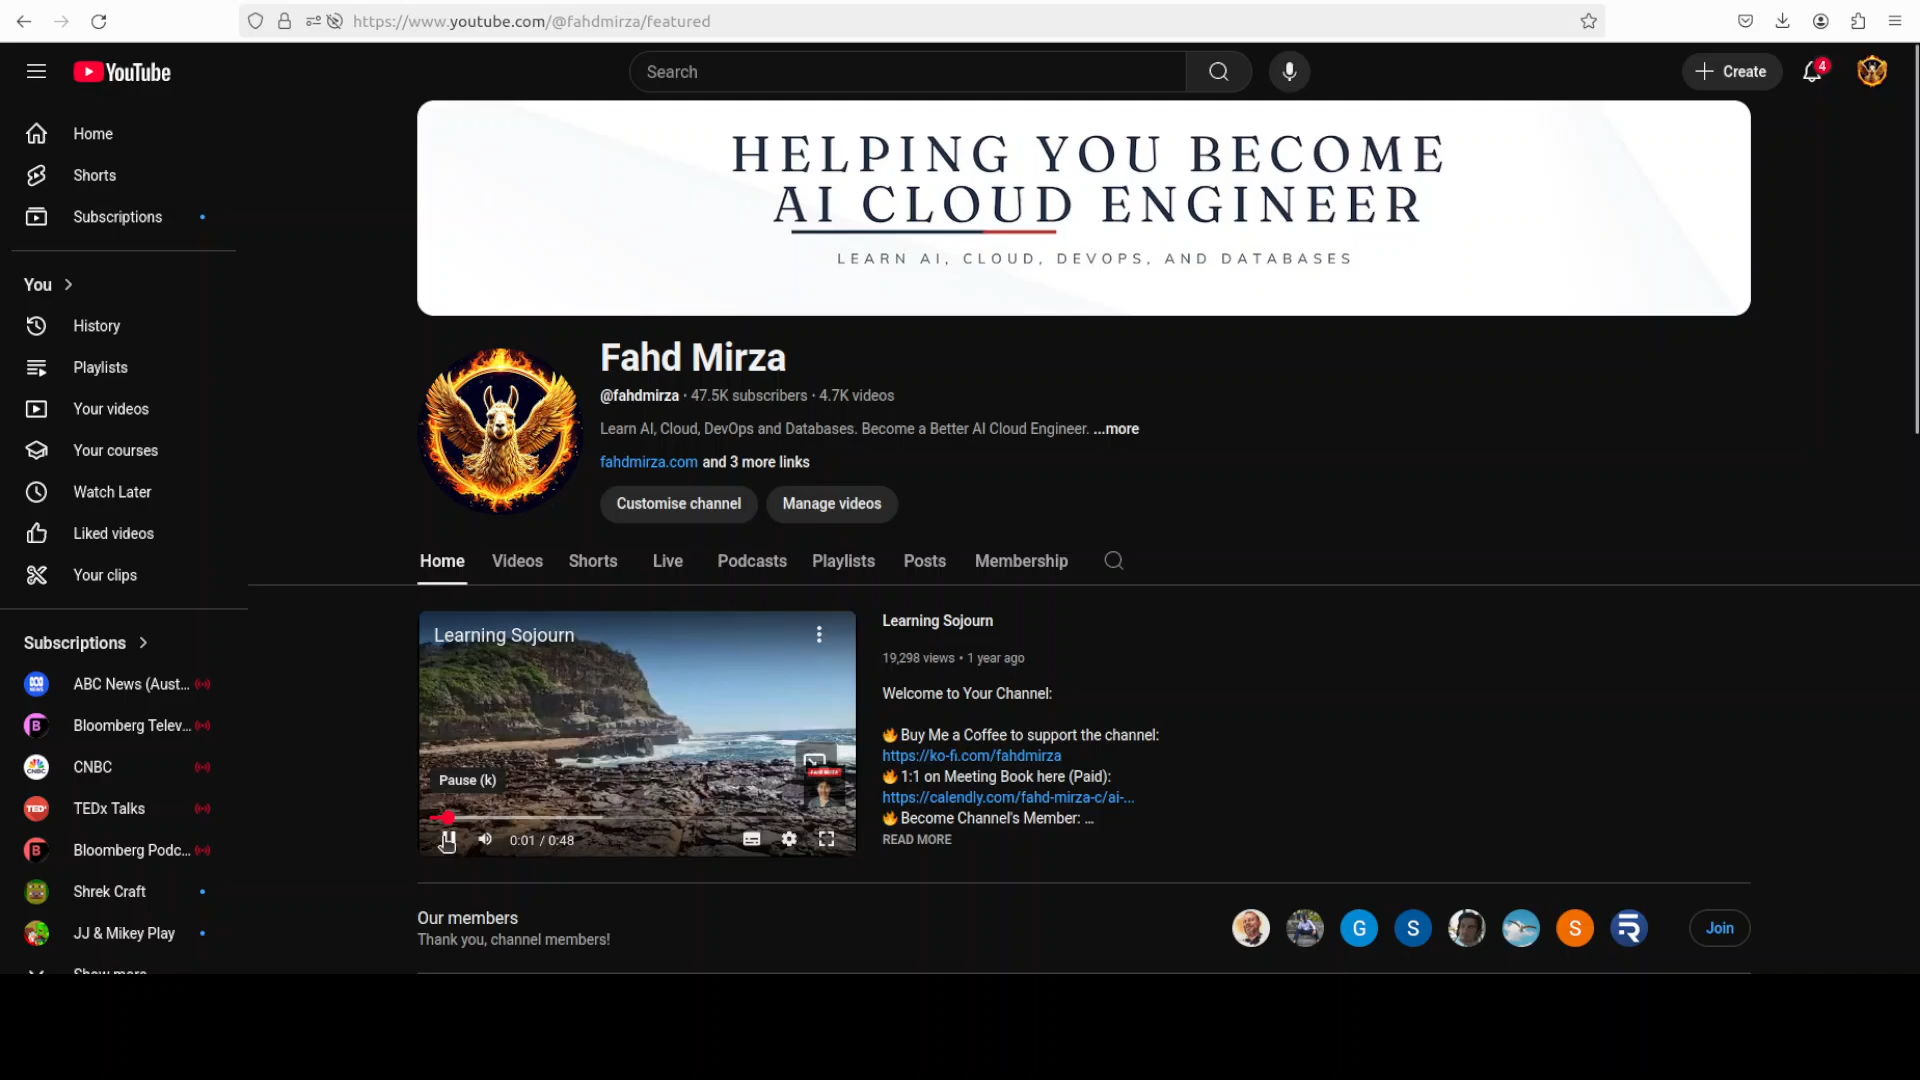 https://www.youtube.com/@fahdmirza/featured
YouTube
Search
Create
4
Home
Shorts
Subscriptions
You
History
Playlists
Your videos
Your courses
Watch Later
Liked videos
Your clips
Subscriptions
ABC News (Aust...
Bloomberg Telev...
CNBC
TEDx Talks
Bloomberg Podc...
Shrek Craft
JJ & Mikey Play
Show more
HELPING YOU BECOME
AI CLOUD ENGINEER
LEARN AI, CLOUD, DEVOPS, AND DATABASES
Fahd Mirza
@fahdmirza · 47.5K subscribers · 4.7K videos
Learn AI, Cloud, DevOps and Databases. Become a Better AI Cloud Engineer. ...more
fahdmirza.com and 3 more links
Customise channel
Manage videos
Home
Videos
Shorts
Live
Podcasts
Playlists
Posts
Membership
Learning Sojourn
Pause (k)
0:01 / 0:48
FAHD MIRZA
Learning Sojourn
19,298 views • 1 year ago
Welcome to Your Channel:
🔥 Buy Me a Coffee to support the channel:
https://ko-fi.com/fahdmirza
🔥 1:1 on Meeting Book here (Paid):
https://calendly.com/fahd-mirza-c/ai-...
🔥 Become Channel's Member: ...
READ MORE
Our members
Thank you, channel members!
G
S
S
Join